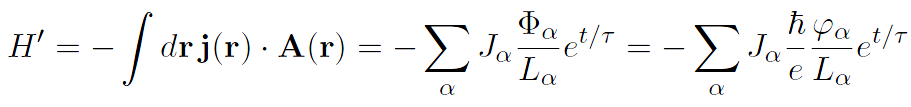 H' = -\int d\mathbf{r}\, \mathbf{j}(\mathbf{r}) \cdot \mathbf{A}(\mathbf{r}) = -\sum_{\alpha} J_{\alpha} \frac{\Phi_{\alpha}}{L_{\alpha}} e^{t/\tau} = -\sum_{\alpha} J_{\alpha} \frac{\hbar}{e} \frac{\varphi_{\alpha}}{L_{\alpha}} e^{t/\tau}